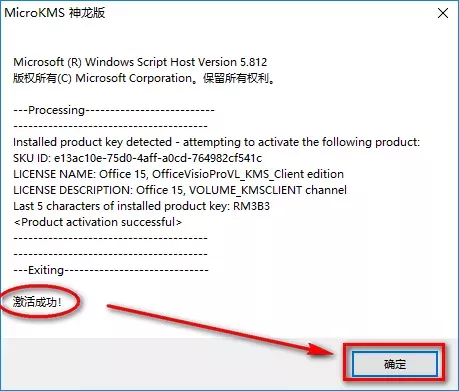 MicroKMS 神龙版
Microsoft (R) Windows Script Host Version 5.812
版权所有(C) Microsoft Corporation。保留所有权利。
---Processing--------------------------
---------------------------------------
Installed product key detected - attempting to activate the following product:
SKU ID: e13ac10e-75d0-4aff-a0cd-764982cf541c
LICENSE NAME: Office 15, OfficeVisioProVL_KMS_Client edition
LICENSE DESCRIPTION: Office 15, VOLUME_KMSCLIENT channel
Last 5 characters of installed product key: RM3B3
<Product activation successful>
---------------------------------------
---------------------------------------
---Exiting-----------------------------
激活成功!
确定